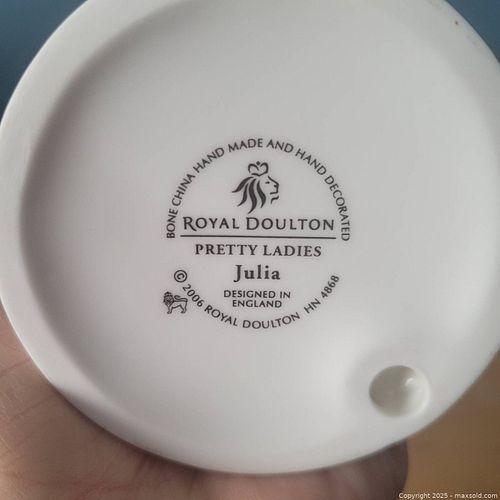 BONE CHINA HAND MADE AND HAND DECORATED
ROYAL DOULTON
PRETTY LADIES
Julia
DESIGNED IN
ENGLAND
© 2006 ROYAL DOULTON HN 4868
Copyright 2025 - maxsold.com